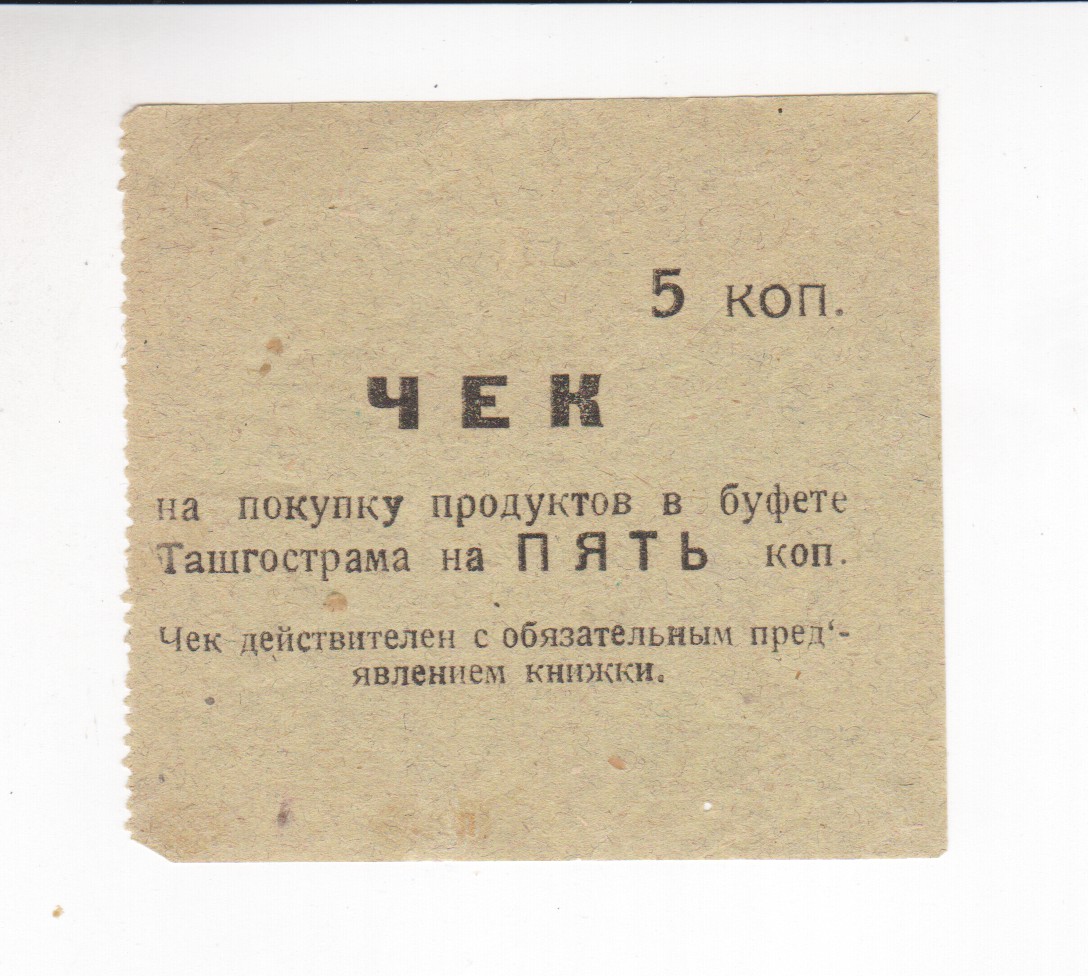 5 коп.
ЧЕК
на покупку продуктов в буфете
Ташгострама на ПЯТЬ коп.
Чек действителен с обязательным пред‘-
явлением книжки.